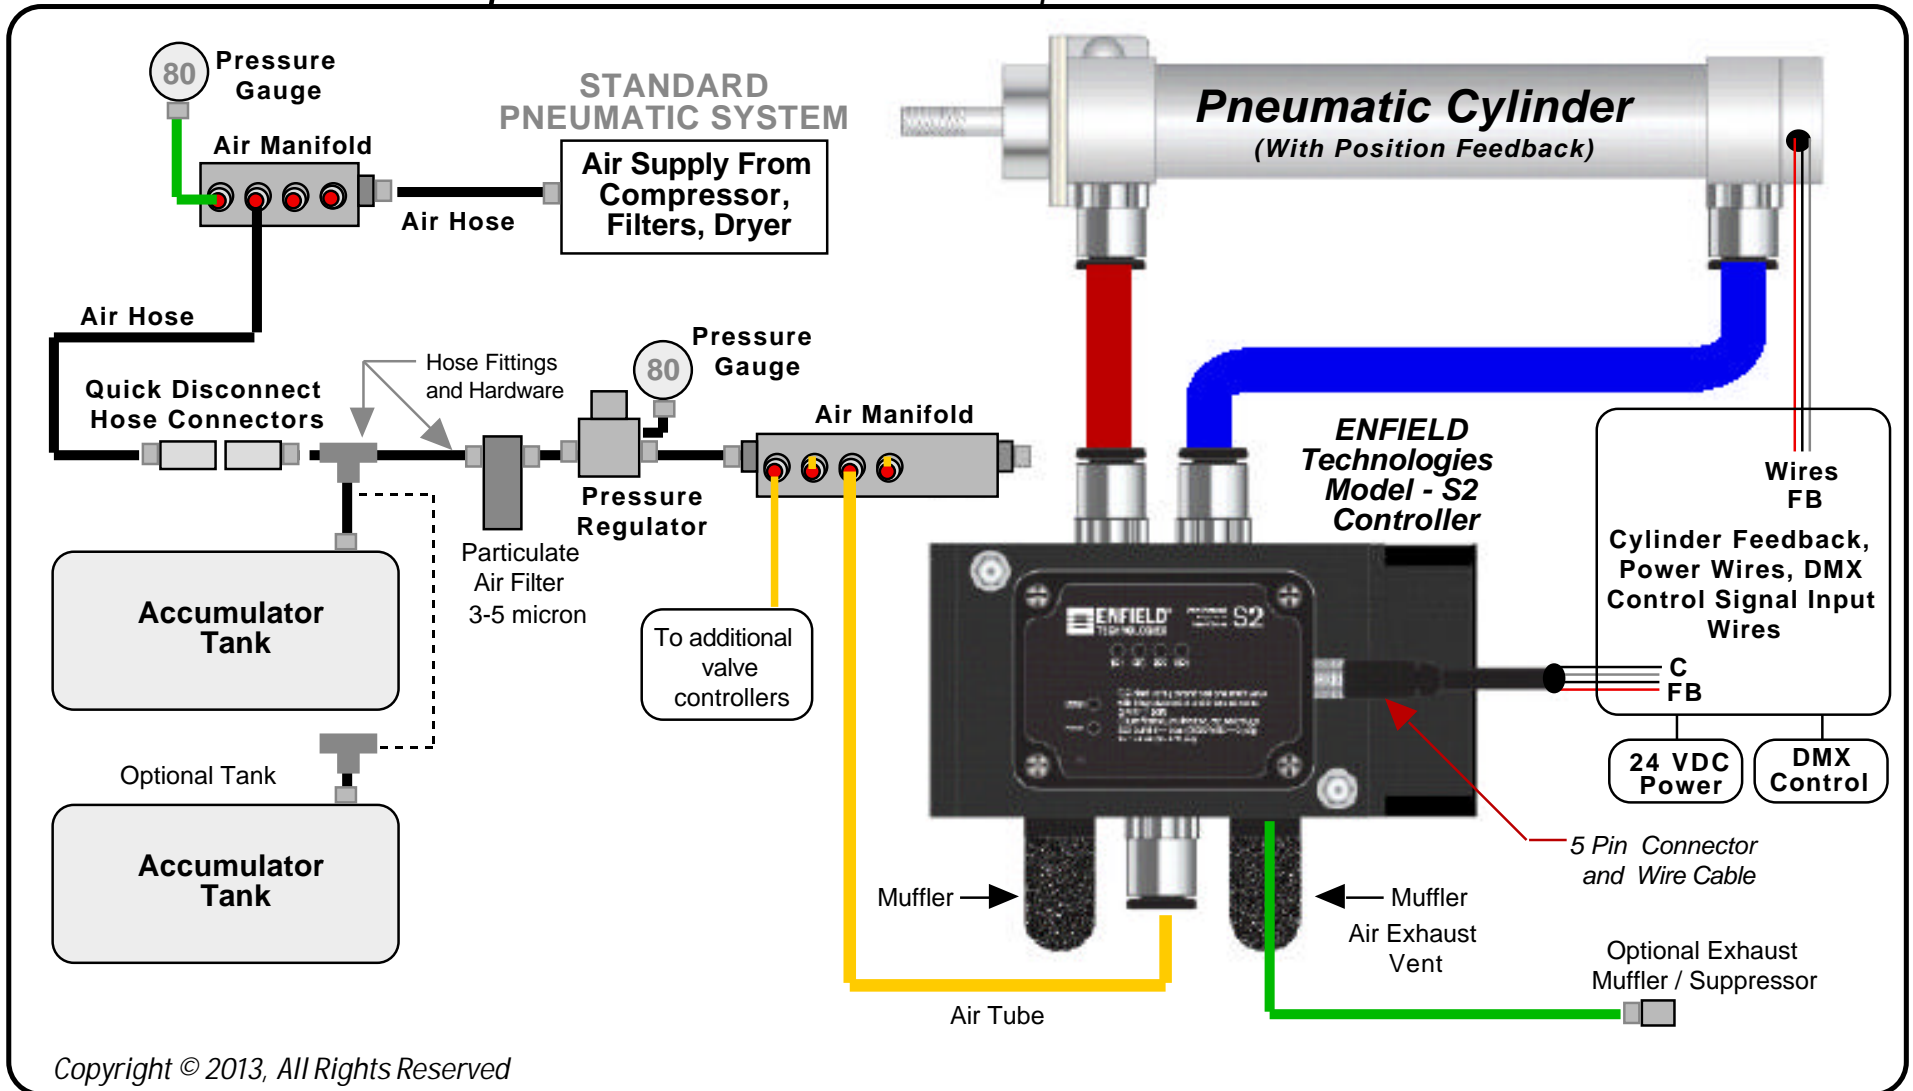 80
Pressure
Gauge
STANDARD
PNEUMATIC SYSTEM
Air Manifold
Air Supply From
Compressor,
Filters, Dryer
Air Hose
Pneumatic Cylinder
(With Position Feedback)
Air Hose
Quick Disconnect
Hose Connectors
Hose Fittings
and Hardware
80
Pressure
Gauge
Air Manifold
Pressure
Regulator
Particulate
Air Filter
3-5 micron
Accumulator
Tank
Optional Tank
Accumulator
Tank
To additional
valve
controllers
ENFIELD
Technologies
Model - S2
Controller
ENFIELD
TECHNOLOGIES
S2
Wires
FB
Cylinder Feedback,
Power Wires, DMX
Control Signal Input
Wires
C
FB
24 VDC
Power
DMX
Control
5 Pin Connector
and Wire Cable
Muffler
Muffler
Air Exhaust
Vent
Optional Exhaust
Muffler / Suppressor
Air Tube
Copyright © 2013, All Rights Reserved